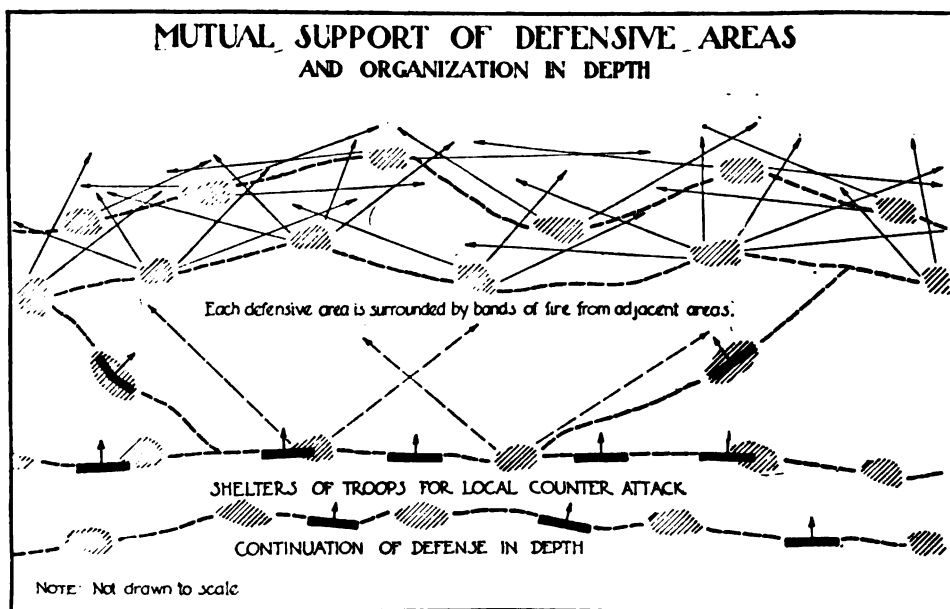 MUTUAL SUPPORT OF DEFENSIVE AREAS
AND ORGANIZATION IN DEPTH
Each defensive area is surrounded by bands of fire from adjacent areas.
SHELTERS OF TROOPS FOR LOCAL COUNTER ATTACK
CONTINUATION OF DEFENSE IN DEPTH
NOTE: Not drawn to scale